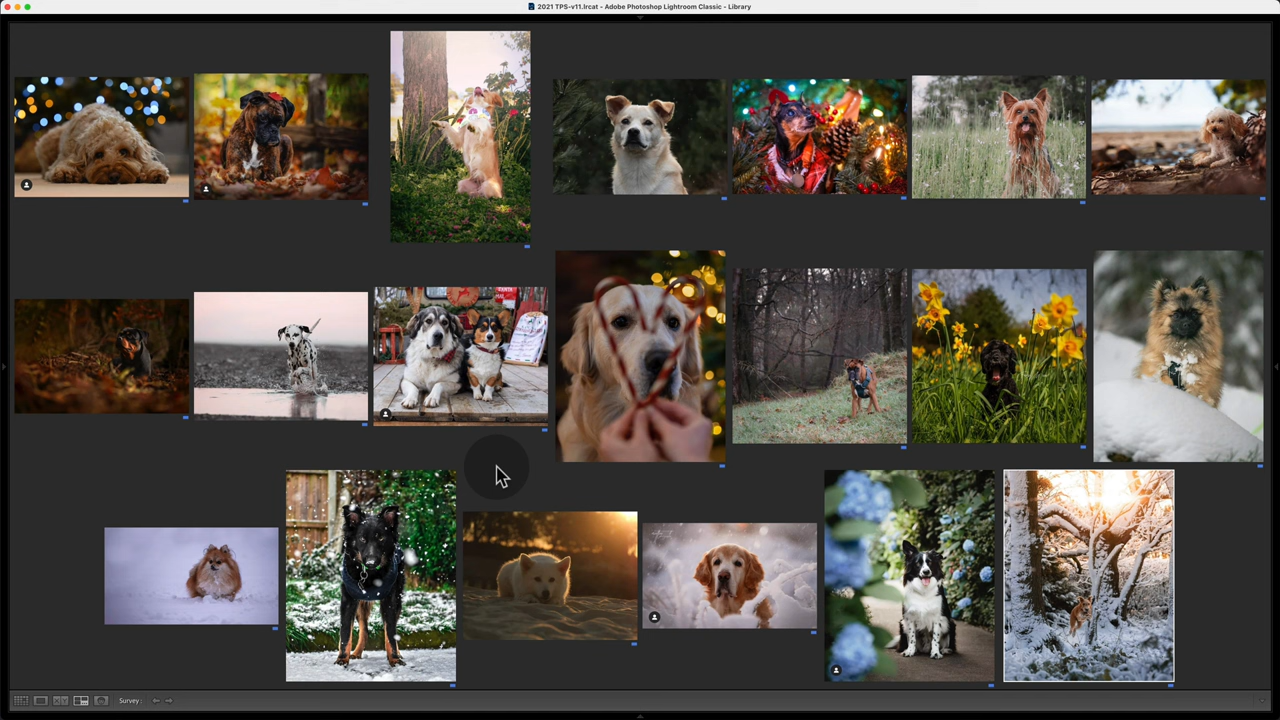 2021 TPS-v11.lrcat - Adobe Photoshop Lightroom Classic - Library
Survey :